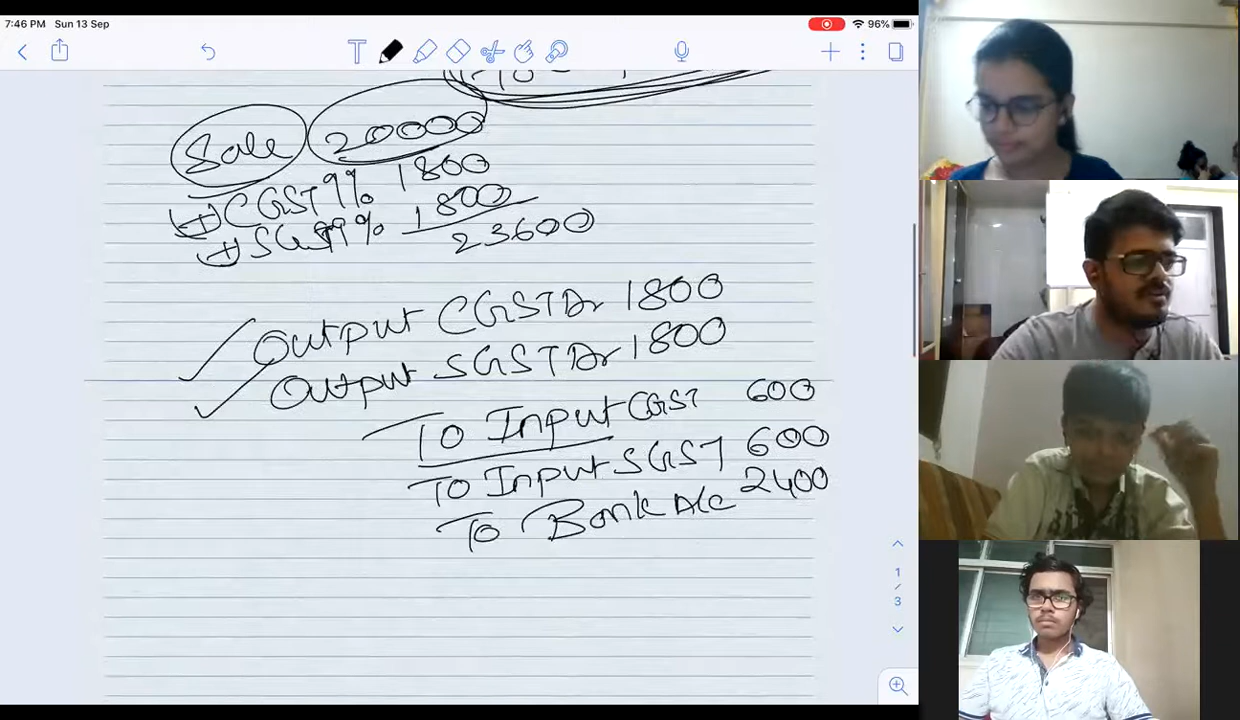 7:46 PM Sun 13 Sep
96%
T
Sale 20000
(+) CGST 9% 1800
(+) SGST 9% 1800
23600
Output CGST Dr 1800
Output SGST Dr 1800
To Input CGST 600
To Input SGST 600
To Bank A/c 2400
1
/
3